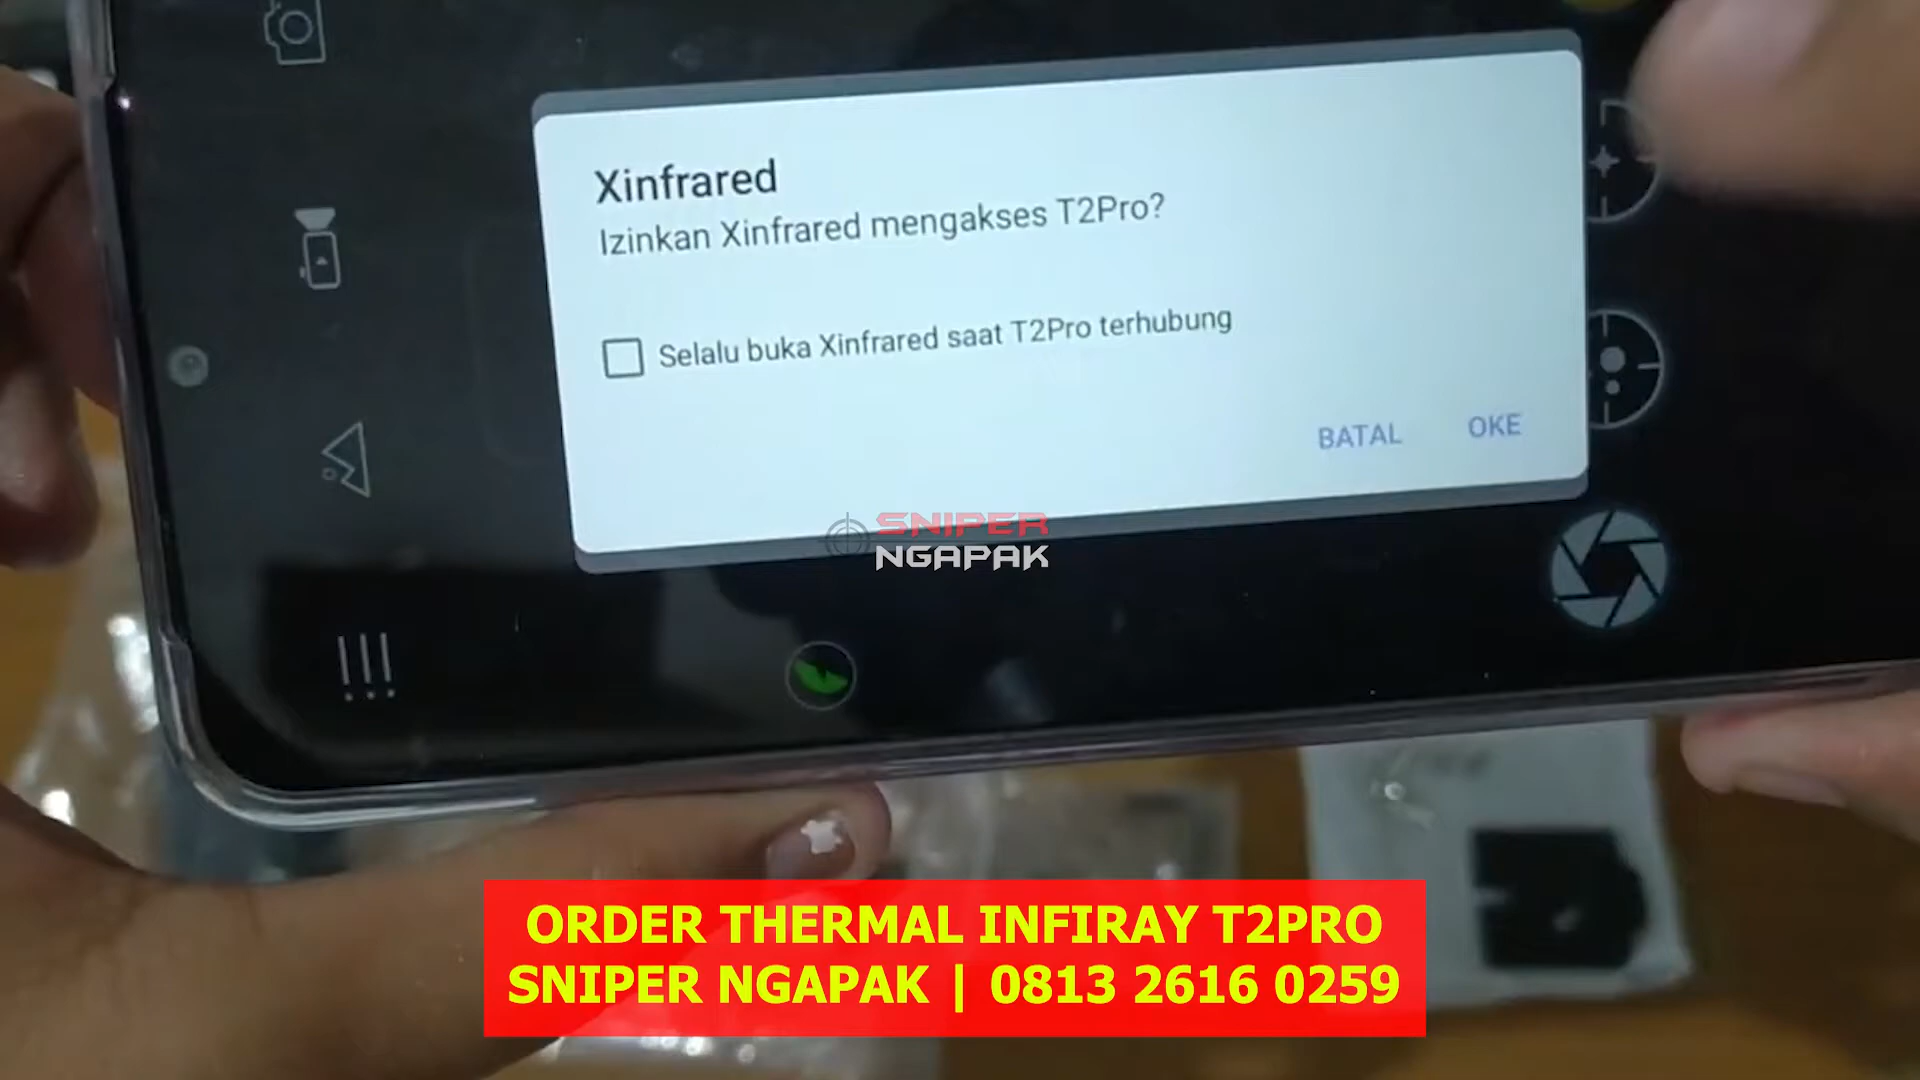 Xinfrared
Izinkan Xinfrared mengakses T2Pro?
Selalu buka Xinfrared saat T2Pro terhubung
BATAL
OKE
SNIPER
NGAPAK
ORDER THERMAL INFIRAY T2PRO
SNIPER NGAPAK | 0813 2616 0259